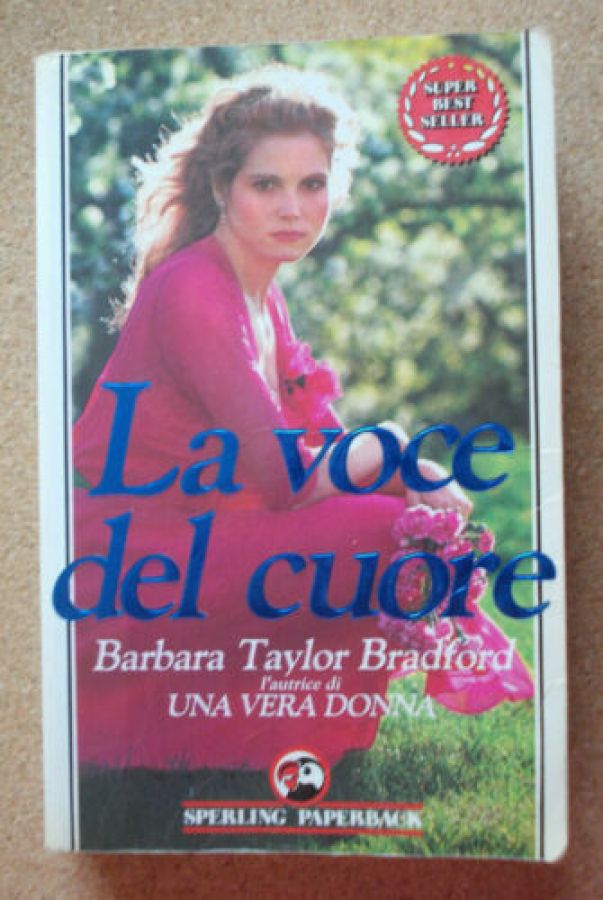 SUPER
BEST
SELLER
La voce
del cuore
Barbara Taylor Bradford
l'autrice di
UNA VERA DONNA
SPERLING PAPERBACK